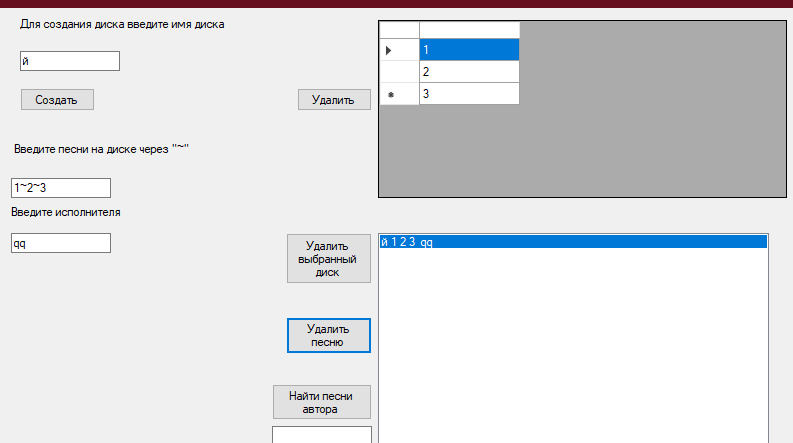 Для создания диска введите имя диска
й
Создать
Удалить
1
2
3
Введите песни на диске через "~"
1~2~3
Введите исполнителя
qq
Удалить
выбранный
диск
й 1 2 3 qq
Удалить
песню
Найти песни
автора